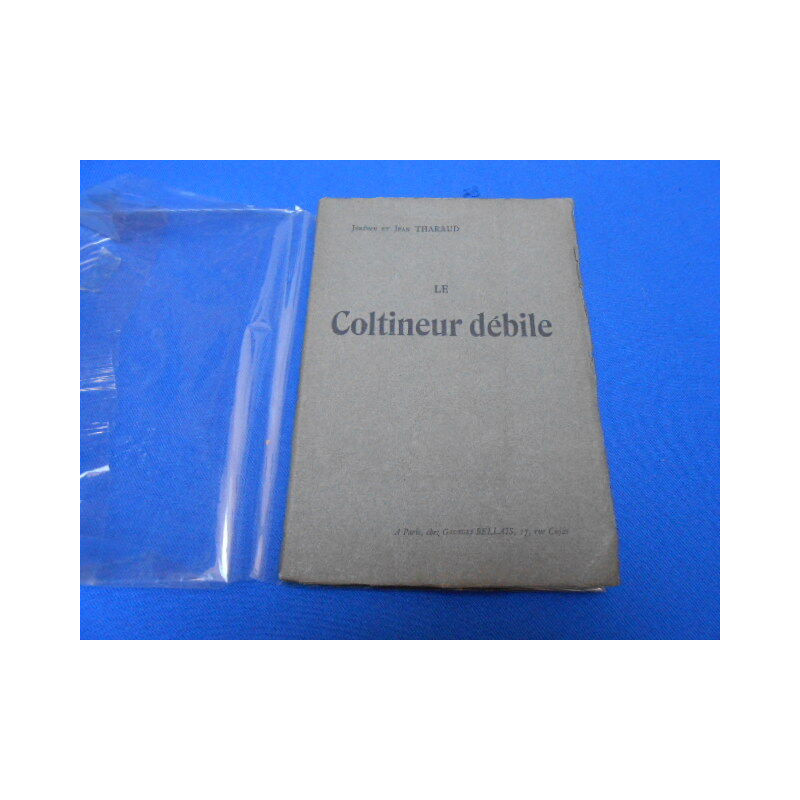 Jérôme et Jean THARAUD
LE
Coltineur débile
A Paris, chez Georges BELLAIS, 17, rue Cujas